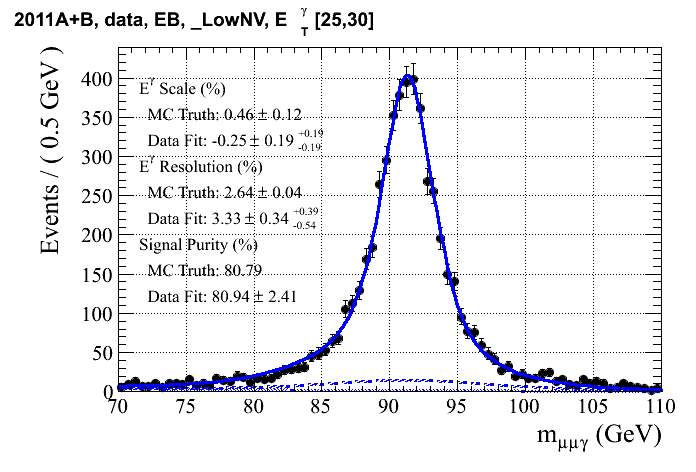 2011A+B, data, EB, _LowNV, E_T^γ [25,30]
Events / ( 0.5 GeV )
400
350
300
250
200
150
100
50
0
E^γ Scale (%)
MC Truth: 0.46 ± 0.12
Data Fit: -0.25 ± 0.19 +0.19 -0.19
E^γ Resolution (%)
MC Truth: 2.64 ± 0.04
Data Fit: 3.33 ± 0.34 +0.39 -0.54
Signal Purity (%)
MC Truth: 80.79
Data Fit: 80.94 ± 2.41
70 75 80 85 90 95 100 105 110
m_μμγ (GeV)